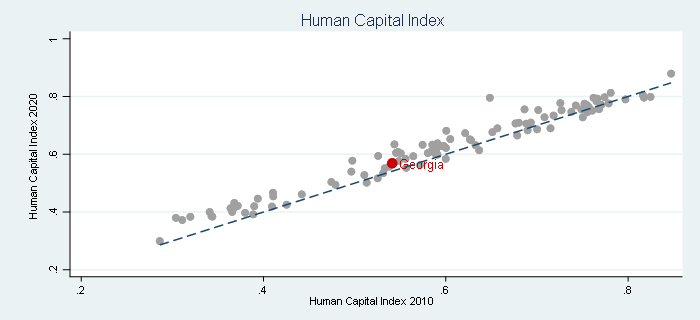 Human Capital Index
Human Capital Index 2020
1
.8
.6
.4
.2
Georgia
.2 .4 .6 .8
Human Capital Index 2010